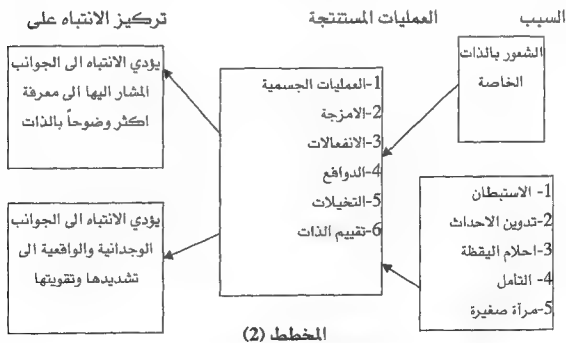 السبب
العمليات المستنتجة
تركيز الانتباه على
الشعور بالذات
الخاصة
1- الاستبطان
2-تدوين الاحداث
3-احلام اليقظة
4- التأمل
5-مرآة صغيرة
1-العمليات الجسمية
2-الامزجة
3-الانفعالات
4-الدوافع
5-التخيلات
6-تقييم الذات
يؤدي الانتباه الى الجوانب
المشار اليها الى معرفة
اكثر وضوحاً بالذات
يؤدي الانتباه الى الجوانب
الوجدانية والواقعية الى
تشديدها وتقويتها
المخطط (2)